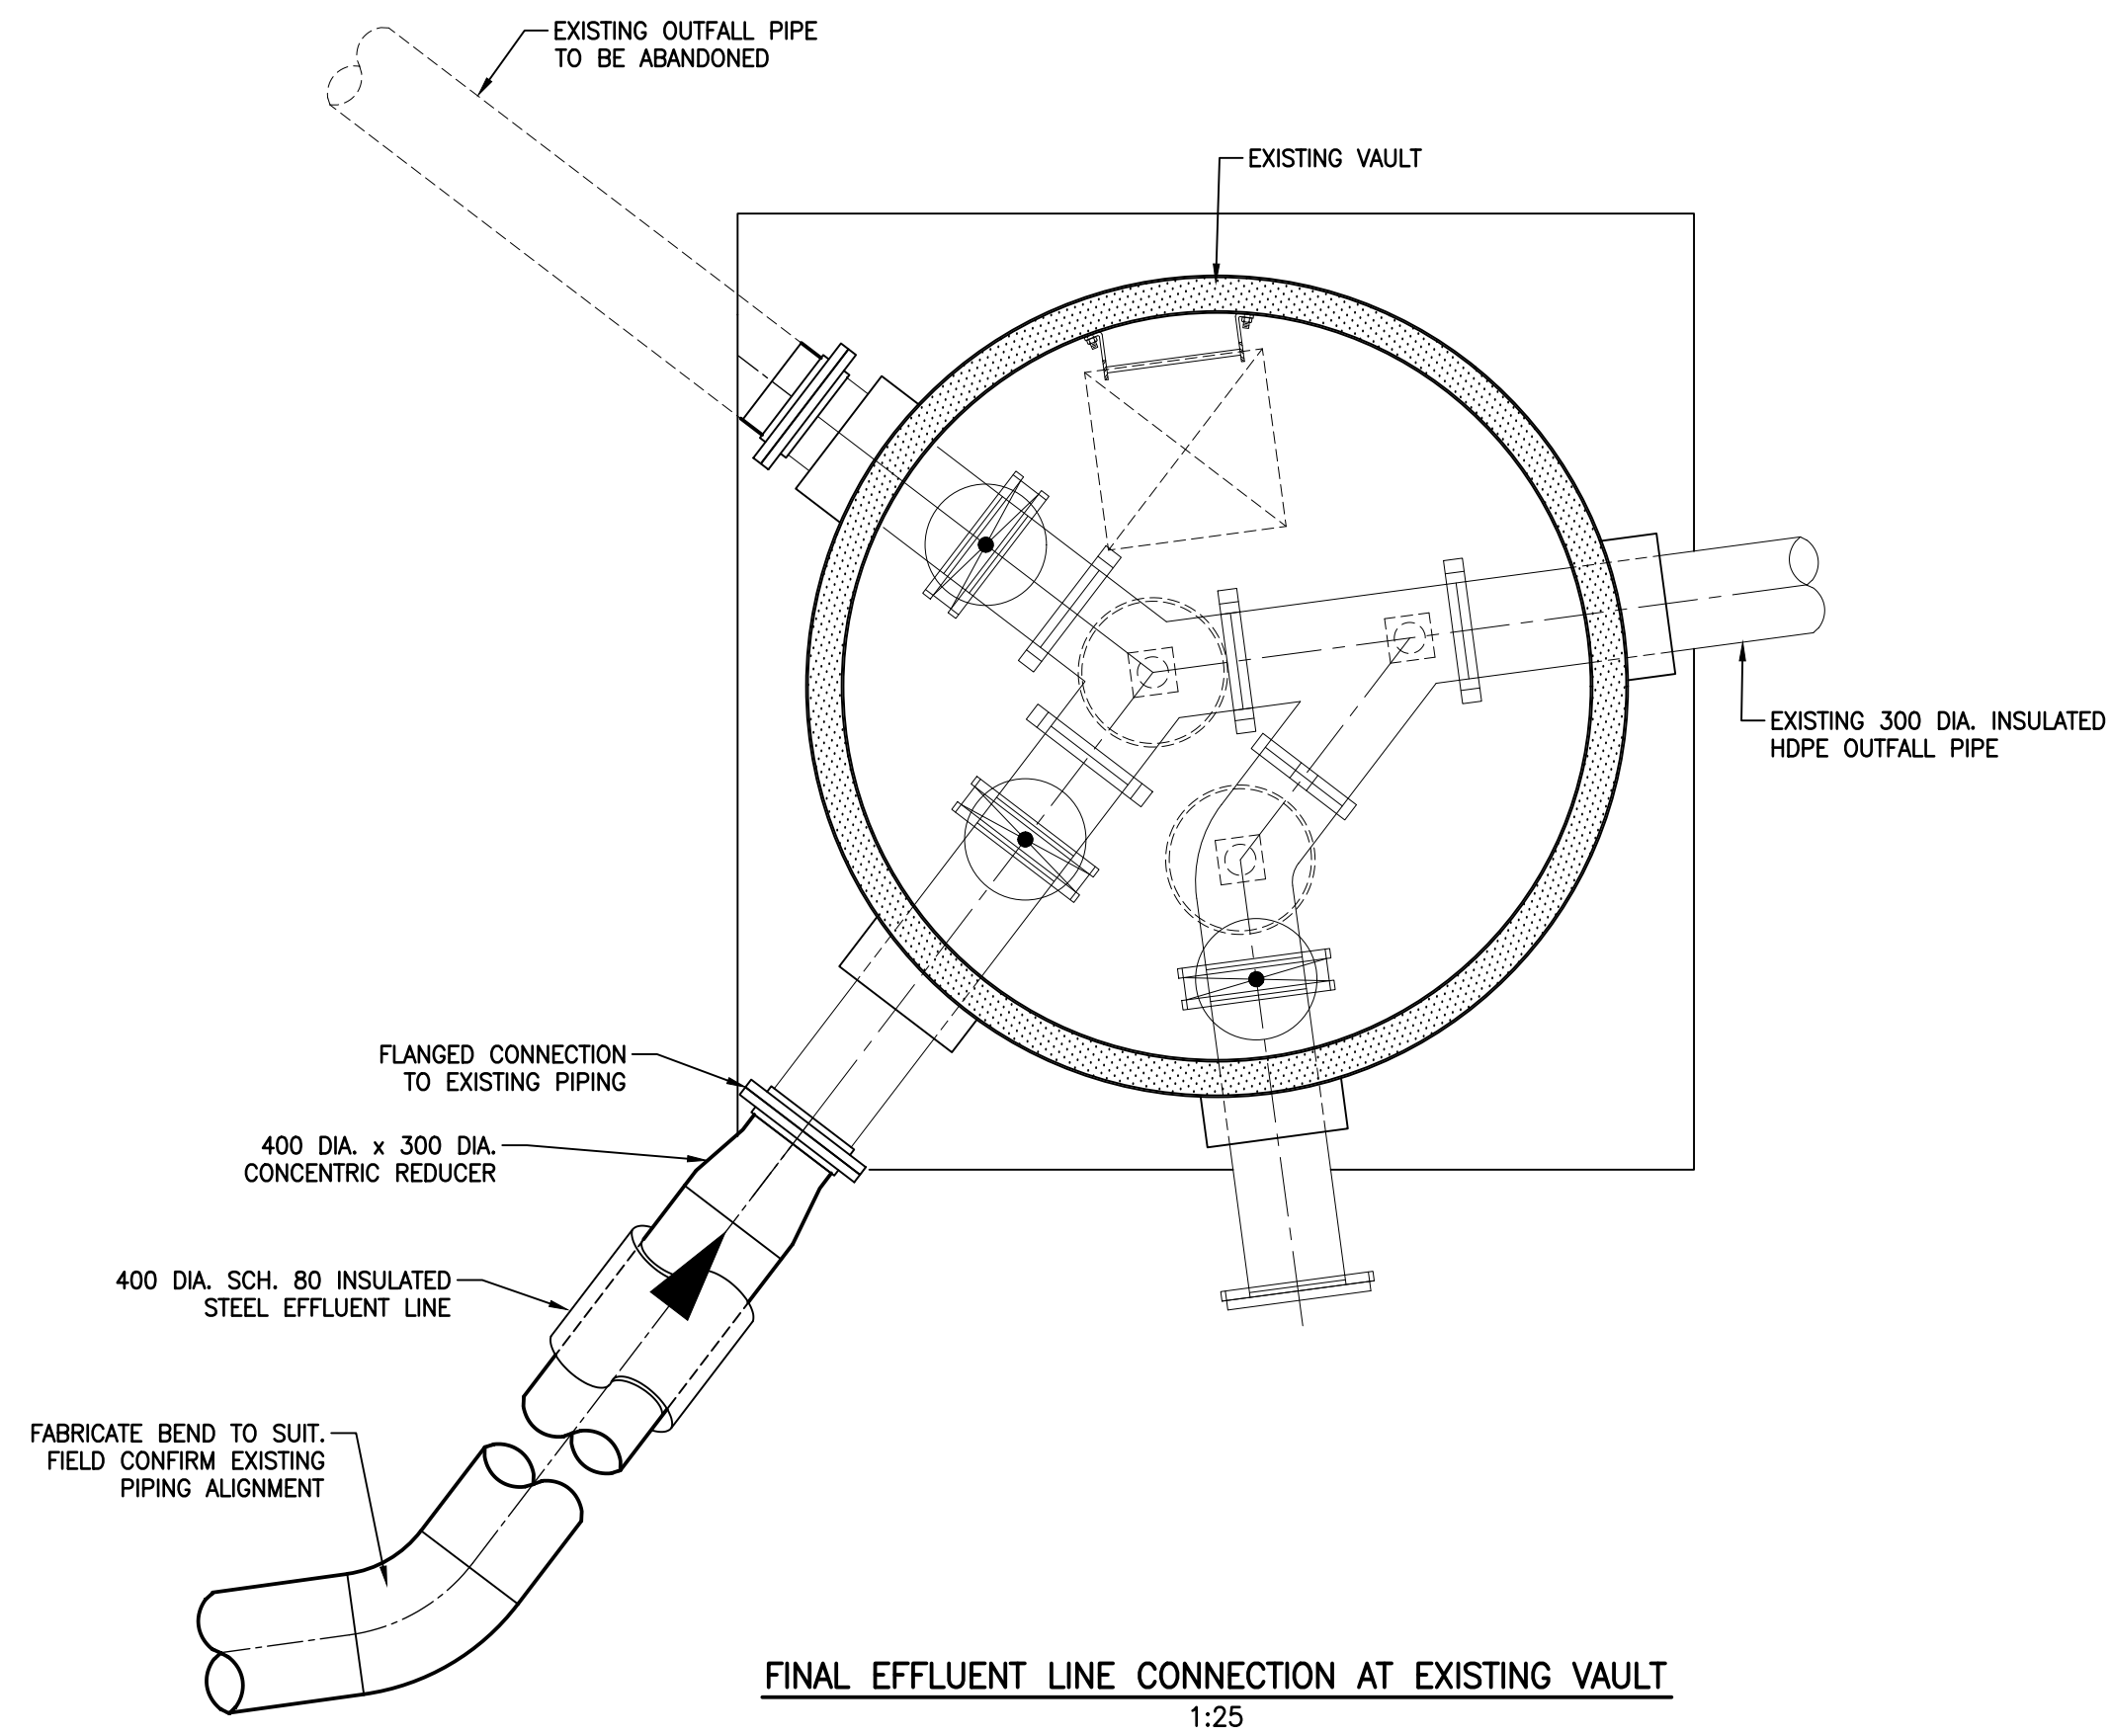 EXISTING OUTFALL PIPE
TO BE ABANDONED
EXISTING VAULT
EXISTING 300 DIA. INSULATED
HDPE OUTFALL PIPE
FLANGED CONNECTION
TO EXISTING PIPING
400 DIA. x 300 DIA.
CONCENTRIC REDUCER
400 DIA. SCH. 80 INSULATED
STEEL EFFLUENT LINE
FABRICATE BEND TO SUIT.
FIELD CONFIRM EXISTING
PIPING ALIGNMENT
FINAL EFFLUENT LINE CONNECTION AT EXISTING VAULT
1:25